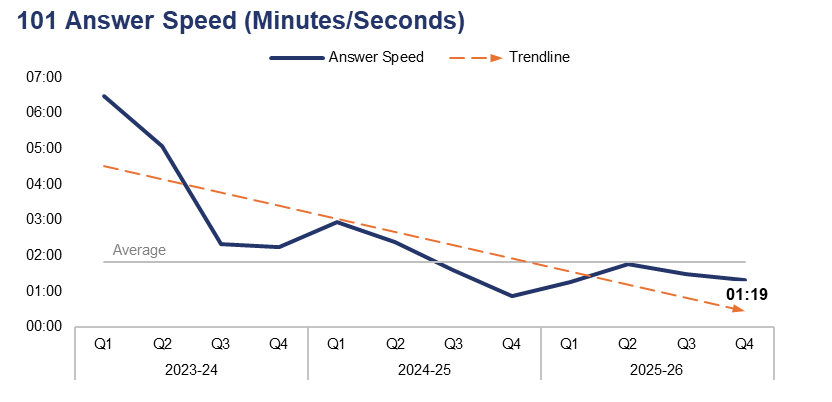 101 Answer Speed (Minutes/Seconds)
Answer Speed Trendline
07:00
06:00
05:00
04:00
03:00
02:00
01:00
00:00
Average
01:19
Q1 Q2 Q3 Q4 Q1 Q2 Q3 Q4 Q1 Q2 Q3 Q4
2023-24 2024-25 2025-26